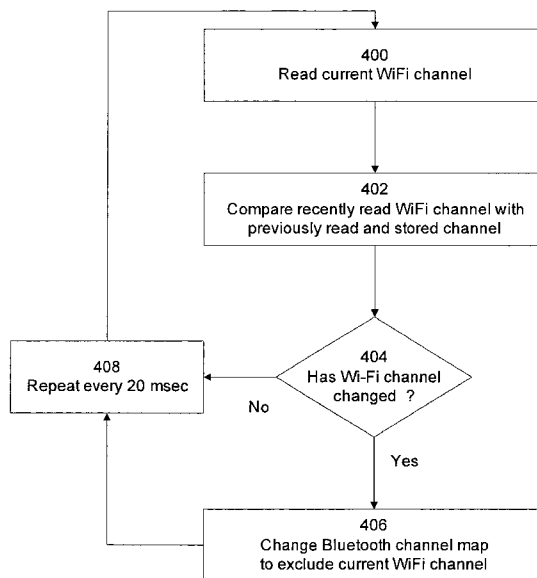 400
Read current WiFi channel
402
Compare recently read WiFi channel with
previously read and stored channel
404
Has Wi-Fi channel
changed ?
No
Yes
408
Repeat every 20 msec
406
Change Bluetooth channel map
to exclude current WiFi channel